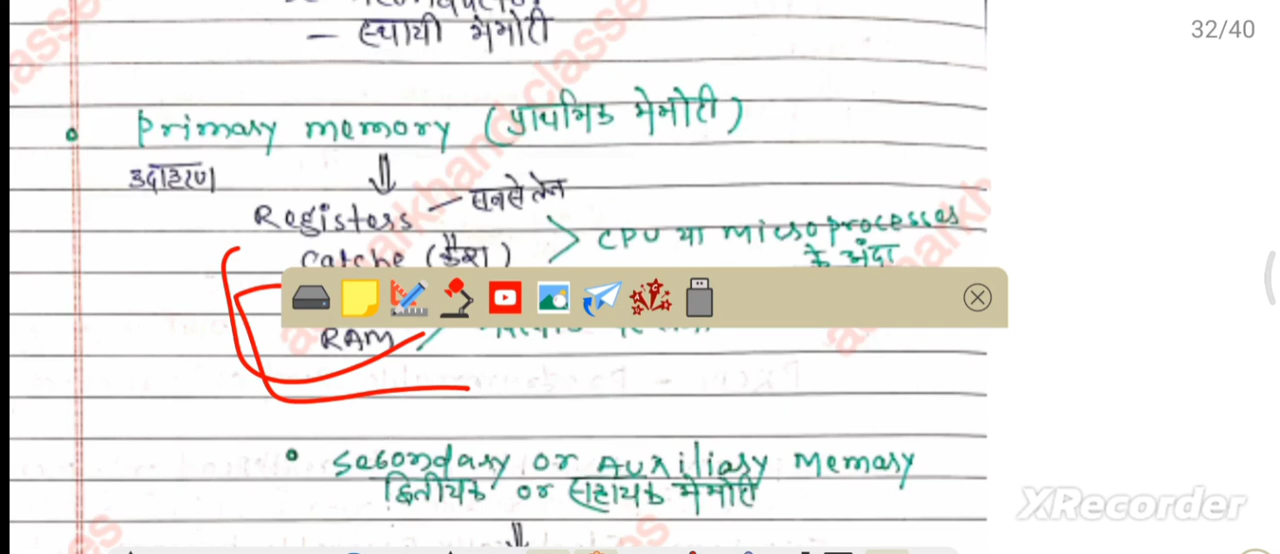 - स्थायी मेमोरी
32/40
Primary memory (प्राथमिक मेमोरी)
उदाहरण
Registers - सबसे तेज
Catche (कैश) > CPU या microprocesses
के अंदर
RAM
Secondary or Auxiliary Memory
द्वितीयक or सहायक मेमोरी
XRecorder